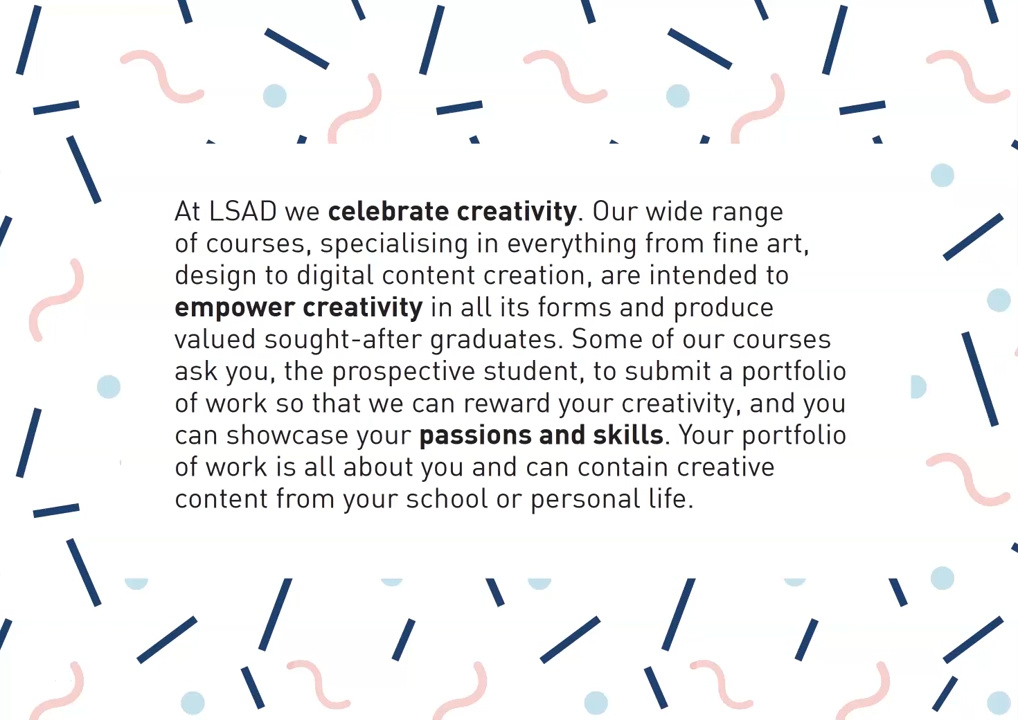 At LSAD we celebrate creativity. Our wide range
of courses, specialising in everything from fine art,
design to digital content creation, are intended to
empower creativity in all its forms and produce
valued sought-after graduates. Some of our courses
ask you, the prospective student, to submit a portfolio
of work so that we can reward your creativity, and you
can showcase your passions and skills. Your portfolio
of work is all about you and can contain creative
content from your school or personal life.